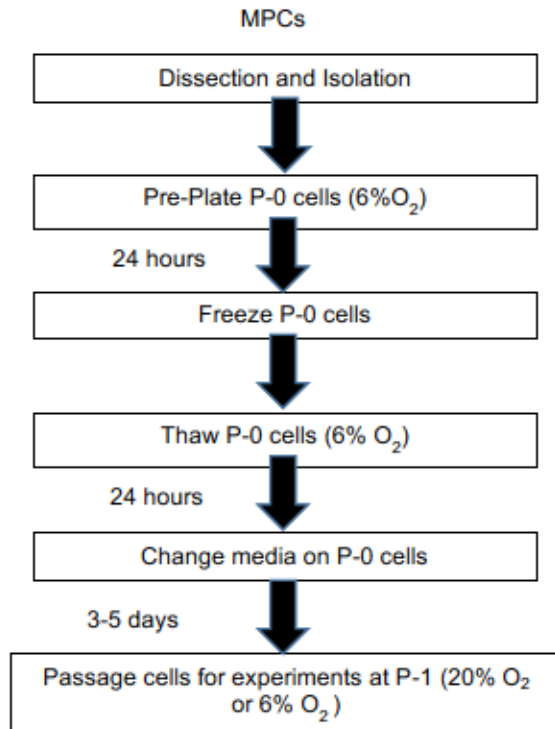 MPCs
Dissection and Isolation
Pre-Plate P-0 cells (6%O₂)
24 hours
Freeze P-0 cells
Thaw P-0 cells (6% O₂)
24 hours
Change media on P-0 cells
3-5 days
Passage cells for experiments at P-1 (20% O₂
or 6% O₂ )